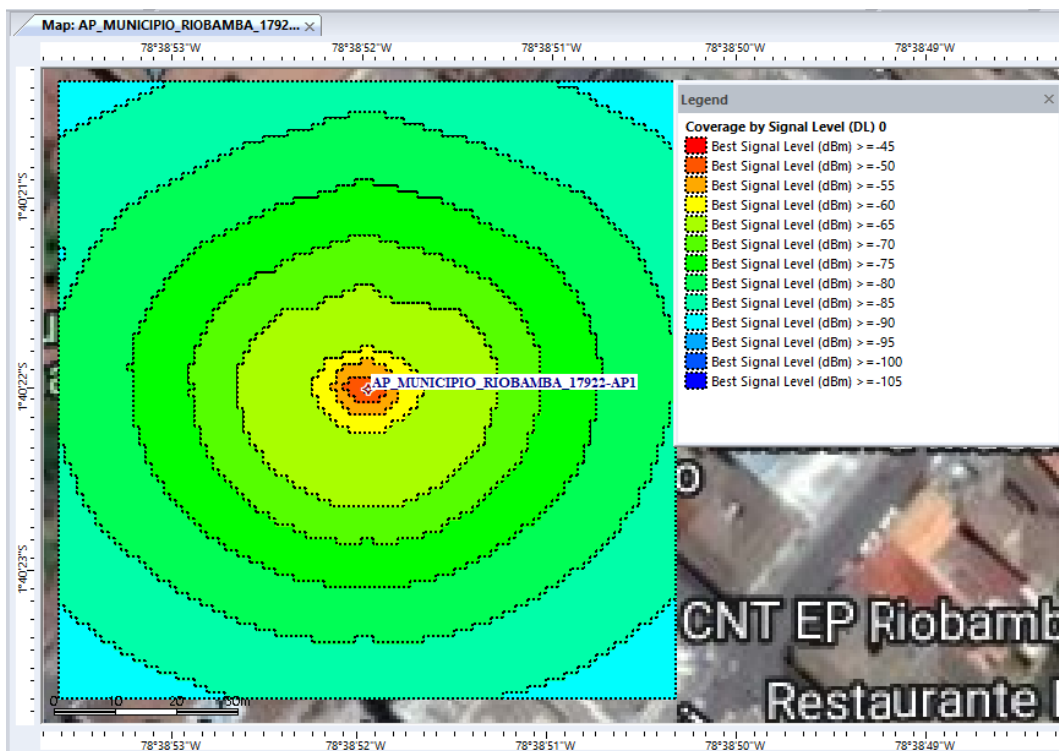 Map: AP_MUNICIPIO_RIOBAMBA_1792... ×
78°38'53"W 78°38'52"W 78°38'51"W 78°38'50"W 78°38'49"W
Legend ×
Coverage by Signal Level (DL) 0
Best Signal Level (dBm) >=-45
Best Signal Level (dBm) >=-50
Best Signal Level (dBm) >=-55
Best Signal Level (dBm) >=-60
Best Signal Level (dBm) >=-65
Best Signal Level (dBm) >=-70
Best Signal Level (dBm) >=-75
Best Signal Level (dBm) >=-80
Best Signal Level (dBm) >=-85
Best Signal Level (dBm) >=-90
Best Signal Level (dBm) >=-95
Best Signal Level (dBm) >=-100
Best Signal Level (dBm) >=-105
1°40'21"S
1°40'22"S
1°40'23"S
AP_MUNICIPIO_RIOBAMBA_17922-AP1
o
CNT EP Riobamb
Restaurante
0 10 20 30m
78°38'53"W 78°38'52"W 78°38'51"W 78°38'50"W 78°38'49"W